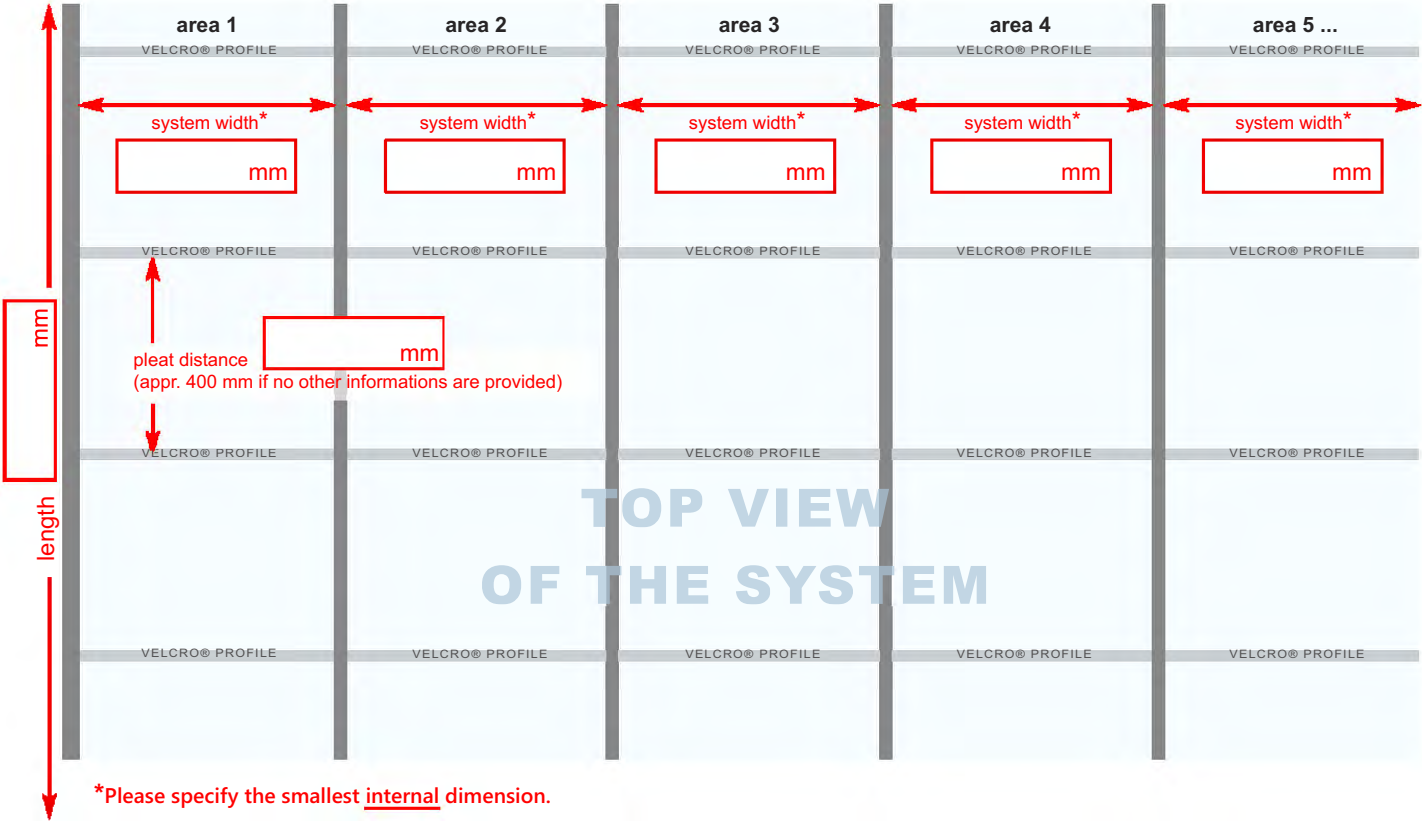 area 1 area 2 area 3 area 4 area 5 ...
VELCRO® PROFILE VELCRO® PROFILE VELCRO® PROFILE VELCRO® PROFILE VELCRO® PROFILE
system width* system width* system width* system width* system width*
mm mm mm mm mm
VELCRO® PROFILE VELCRO® PROFILE VELCRO® PROFILE VELCRO® PROFILE VELCRO® PROFILE
mm
mm
pleat distance
(appr. 400 mm if no other informations are provided)
VELCRO® PROFILE VELCRO® PROFILE VELCRO® PROFILE VELCRO® PROFILE VELCRO® PROFILE
length
TOP VIEW
OF THE SYSTEM
VELCRO® PROFILE VELCRO® PROFILE VELCRO® PROFILE VELCRO® PROFILE VELCRO® PROFILE
*Please specify the smallest internal dimension.